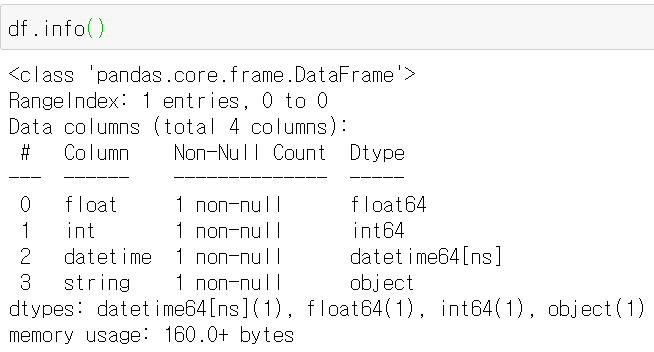 df.info()
<class 'pandas.core.frame.DataFrame'>
RangeIndex: 1 entries, 0 to 0
Data columns (total 4 columns):
 #   Column    Non-Null Count  Dtype
---  ------    --------------  -----
 0   float     1 non-null      float64
 1   int       1 non-null      int64
 2   datetime  1 non-null      datetime64[ns]
 3   string    1 non-null      object
dtypes: datetime64[ns](1), float64(1), int64(1), object(1)
memory usage: 160.0+ bytes